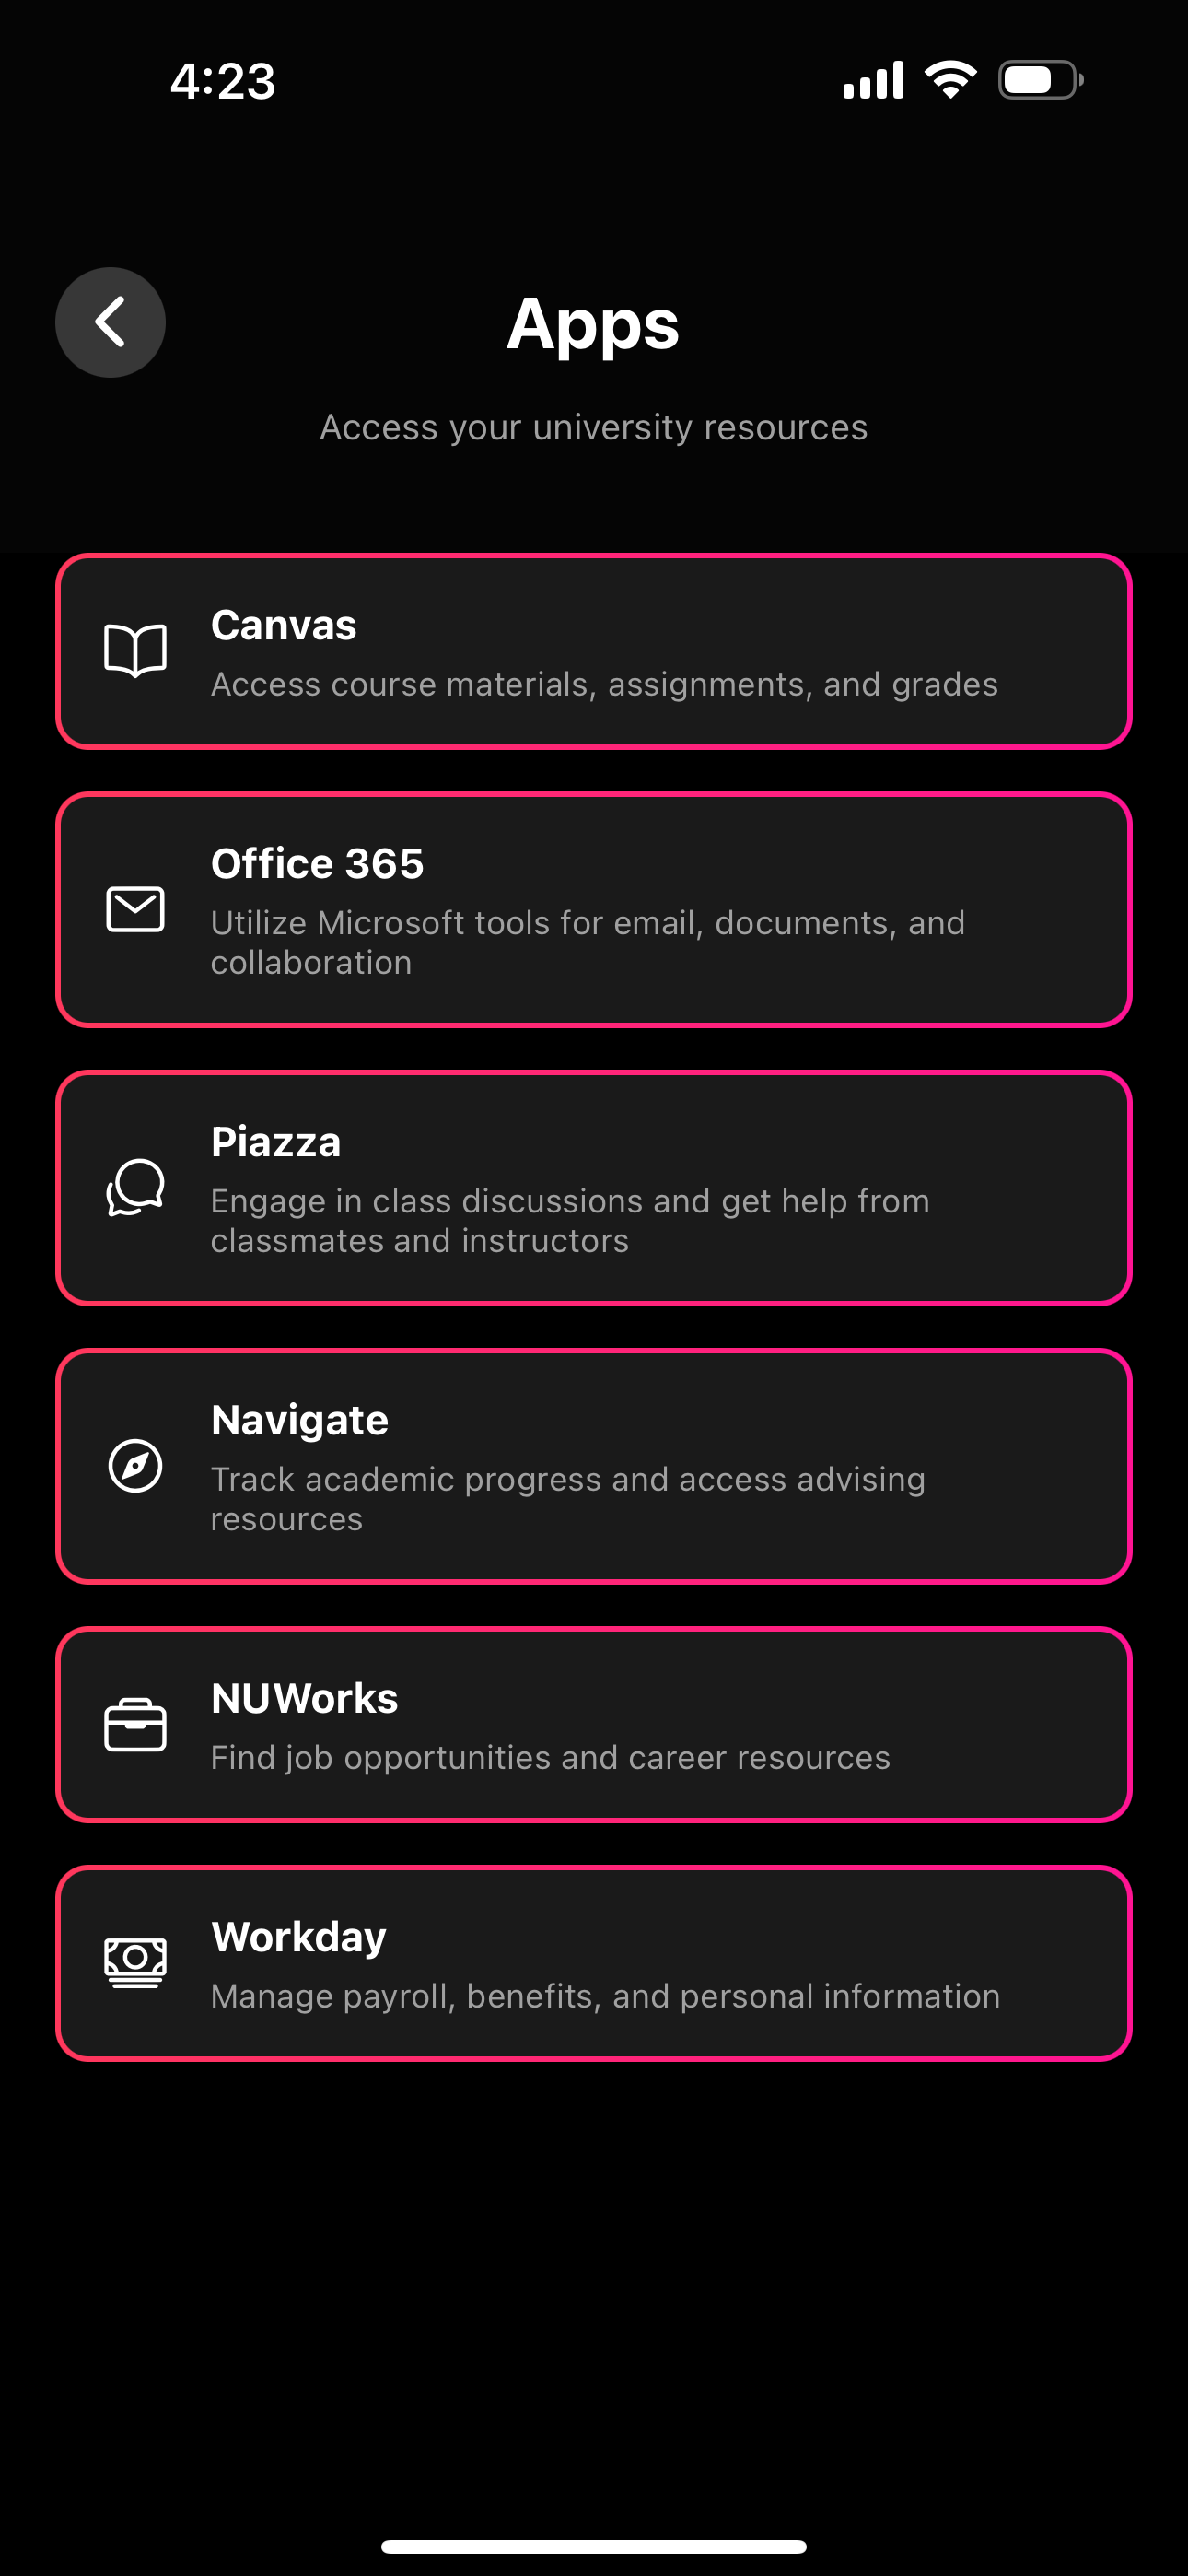 4:23
Apps
Access your university resources
Canvas
Access course materials, assignments, and grades
Office 365
Utilize Microsoft tools for email, documents, and
collaboration
Piazza
Engage in class discussions and get help from
classmates and instructors
Navigate
Track academic progress and access advising
resources
NUWorks
Find job opportunities and career resources
Workday
Manage payroll, benefits, and personal information